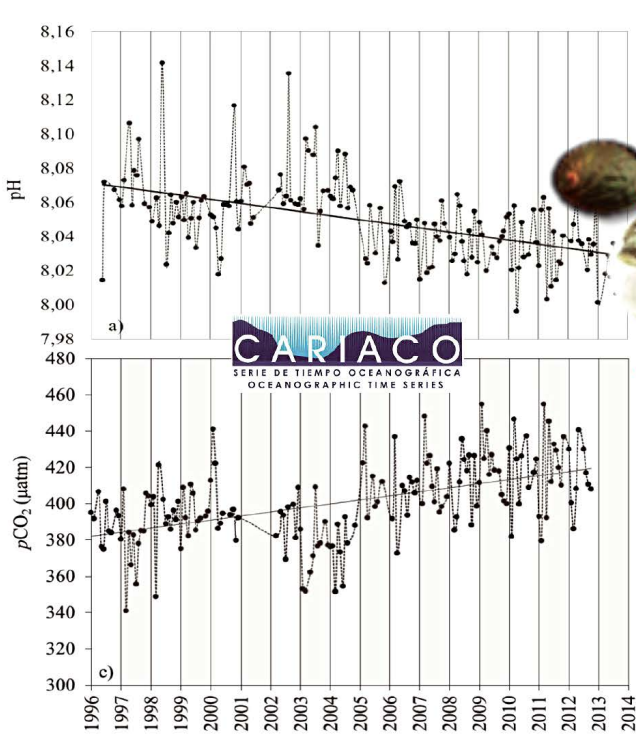 8,16
8,14
8,12
8,10
8,08
8,06
8,04
8,02
8,00
7,98
pH
a)
CARIACO
SERIE DE TIEMPO OCEANOGRÁFICA
OCEANOGRAPHIC TIME SERIES
480
460
440
420
400
380
360
340
320
300
pCO₂ (µatm)
c)
1996 1997 1998 1999 2000 2001 2002 2003 2004 2005 2006 2007 2008 2009 2010 2011 2012 2013 2014